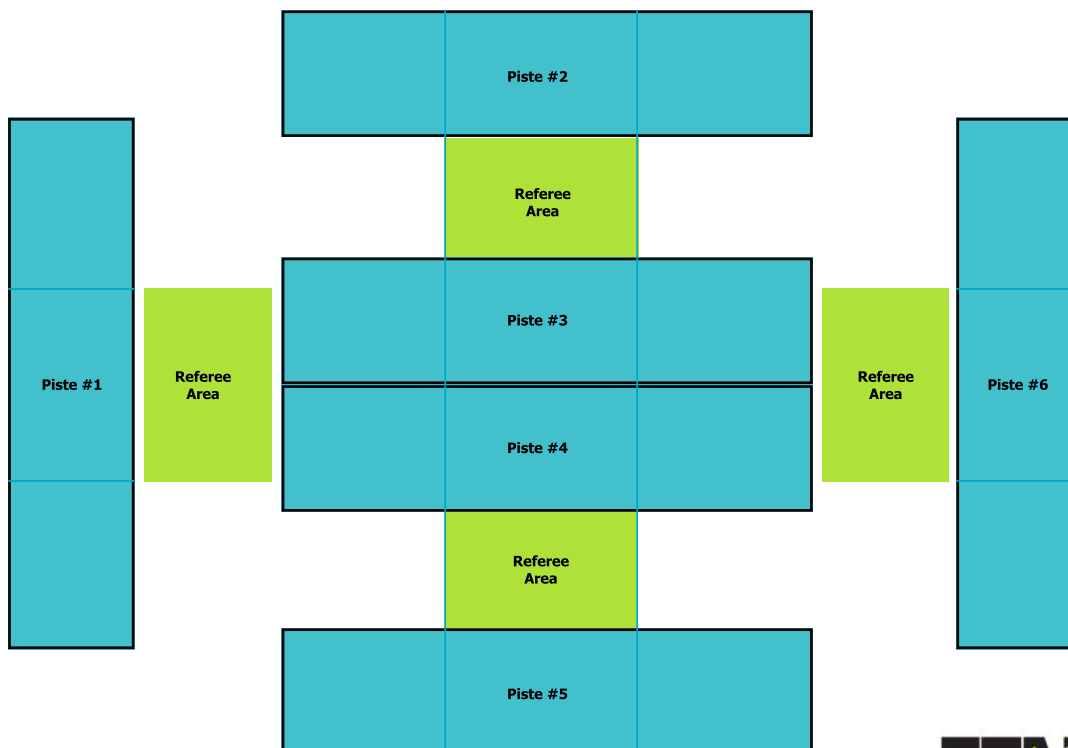 Piste #2
Referee
Area
Piste #3
Piste #1
Referee
Area
Referee
Area
Piste #6
Piste #4
Referee
Area
Piste #5